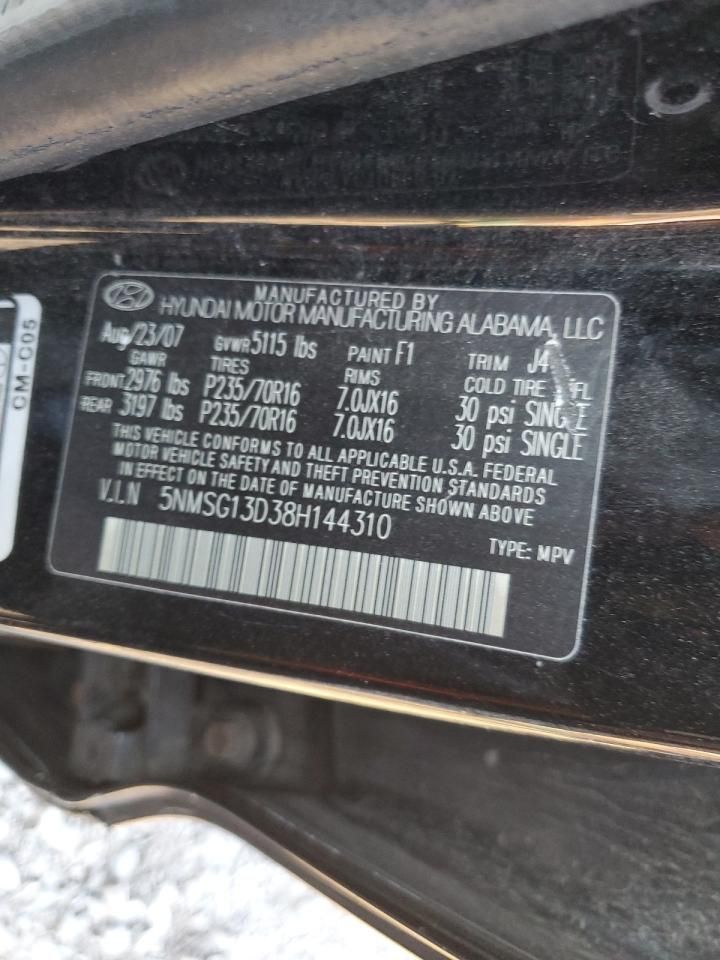 MANUFACTURED BY
HYUNDAI MOTOR MANUFACTURING ALABAMA, LLC
Aug/23/07 GVWR 5115 lbs PAINT F1 TRIM J4
GAWR TIRES RIMS COLD TIRE
FRONT 2976 lbs P235/70R16 7.0JX16 30 psi SINGLE
REAR 3197 lbs P235/70R16 7.0JX16 30 psi SINGLE
THIS VEHICLE CONFORMS TO ALL APPLICABLE U.S.A. FEDERAL
MOTOR VEHICLE SAFETY AND THEFT PREVENTION STANDARDS
IN EFFECT ON THE DATE OF MANUFACTURE SHOWN ABOVE.
V.I.N 5NMSG13D38H144310
TYPE: MPV
CM-C05